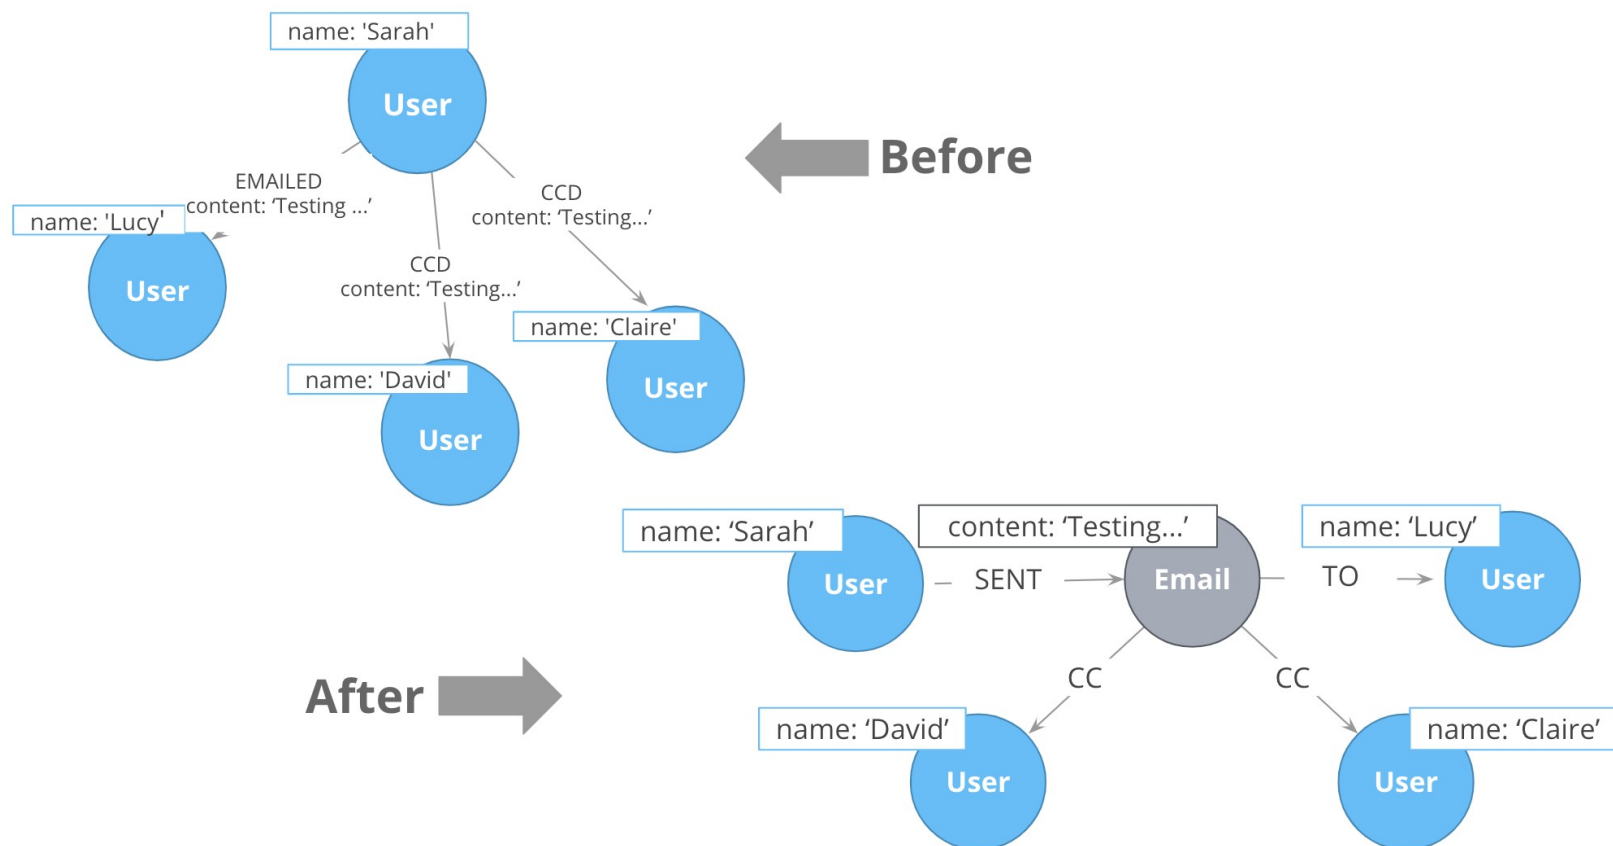 name: 'Sarah'
User
Before
EMAILED
content: ‘Testing ...’
CCD
content: ‘Testing...’
name: 'Lucy'
User
CCD
content: ‘Testing...’
name: 'Claire'
User
name: 'David'
User
name: ‘Sarah’
User
SENT
content: ‘Testing...’
Email
TO
name: ‘Lucy’
User
After
CC
CC
name: ‘David’
User
name: ‘Claire’
User